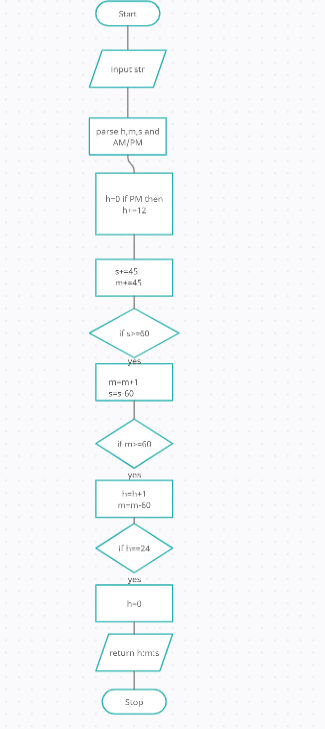 Start
input str
parse h,m,s and
AM/PM
h=0 if PM then
h+=12
s+=45
m+=45
if s>=60
yes
m=m+1
s=s-60
if m>=60
yes
h=h+1
m=m-60
if h==24
yes
h=0
return h:m:s
Stop